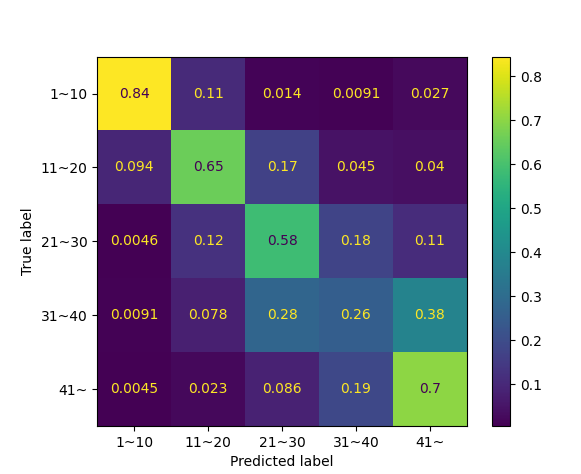 1~10 0.84 0.11 0.014 0.0091 0.027
11~20 0.094 0.65 0.17 0.045 0.04
21~30 0.0046 0.12 0.58 0.18 0.11
31~40 0.0091 0.078 0.28 0.26 0.38
41~ 0.0045 0.023 0.086 0.19 0.7
1~10 11~20 21~30 31~40 41~
Predicted label
True label
0.8
0.7
0.6
0.5
0.4
0.3
0.2
0.1